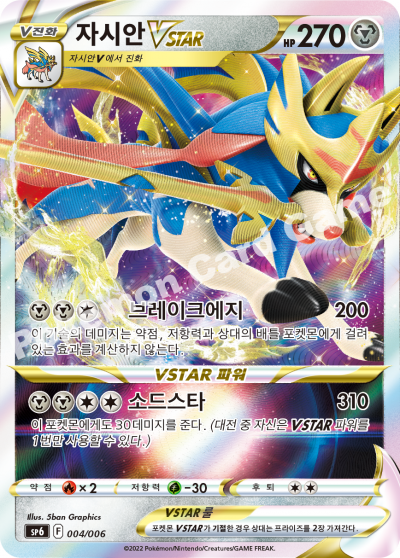 V진화
자시안 VSTAR
HP 270
자시안V에서 진화
Pokémon Card Game
브레이크에지 200
이 기술의 데미지는 약점, 저항력과 상대의 배틀 포켓몬에게 걸려
있는 효과를 계산하지 않는다.
VSTAR 파워
소드스타 310
이 포켓몬에게도 30데미지를 준다. (대전 중 자신은 VSTAR 파워를
1번만 사용할 수 있다.)
약점 ×2 저항력 -30 후퇴
Illus. 5ban Graphics
VSTAR 룰
SP6 F 004/006
포켓몬 VSTAR가 기절한 경우 상대는 프라이즈를 2장 가져간다.
©2022 Pokémon/Nintendo/Creatures/GAME FREAK.